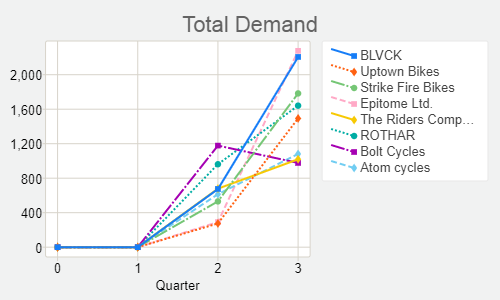 Total Demand
2,000
1,600
1,200
800
400
0
0 1 2 3
Quarter
BLVCK
Uptown Bikes
Strike Fire Bikes
Epitome Ltd.
The Riders Comp...
ROTHAR
Bolt Cycles
Atom cycles